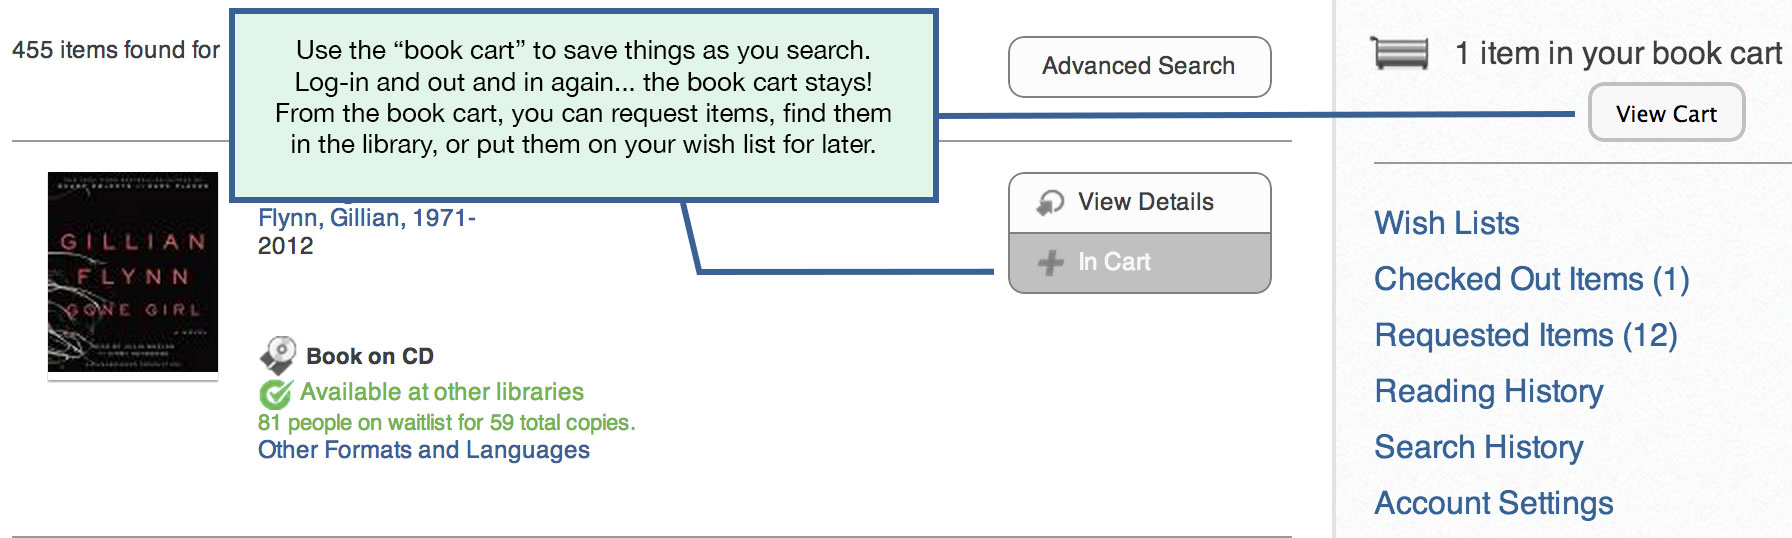 455 items found for
Use the “book cart” to save things as you search.
Log-in and out and in again... the book cart stays!
From the book cart, you can request items, find them
in the library, or put them on your wish list for later.
Advanced Search
1 item in your book cart
View Cart
GILLIAN
FLYNN
GONE GIRL
Flynn, Gillian, 1971-
2012
View Details
In Cart
Book on CD
Available at other libraries
81 people on waitlist for 59 total copies.
Other Formats and Languages
Wish Lists
Checked Out Items (1)
Requested Items (12)
Reading History
Search History
Account Settings